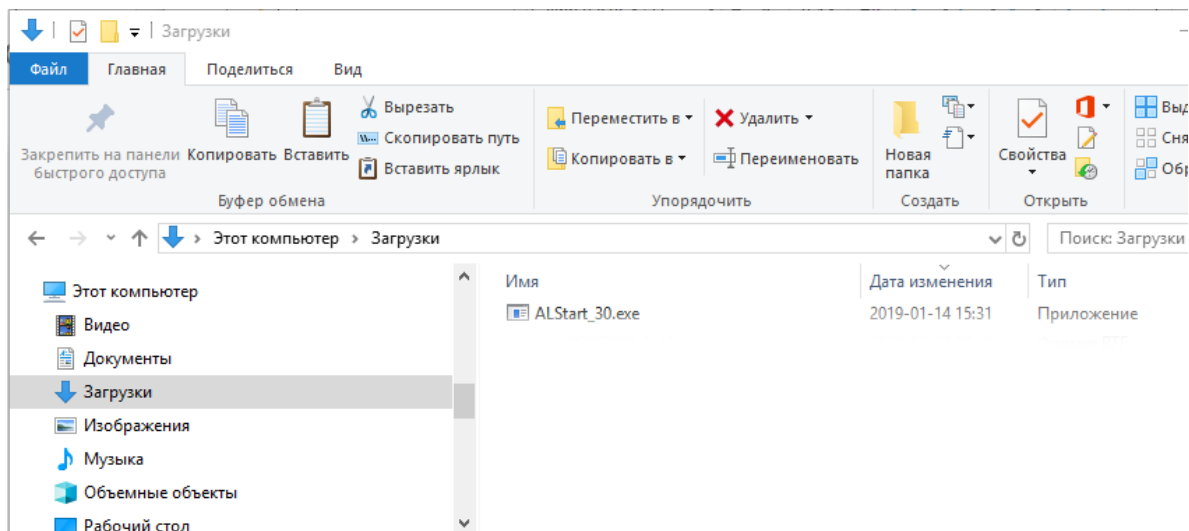 Загрузки
Файл Главная Поделиться Вид
Закрепить на панели быстрого доступа
Копировать
Вставить
Вырезать
Скопировать путь
Вставить ярлык
Буфер обмена
Переместить в
Копировать в
Удалить
Переименовать
Упорядочить
Новая папка
Создать
Свойства
Открыть
Выд
Сня
Обр
Этот компьютер Загрузки
Поиск: Загрузки
Этот компьютер
Видео
Документы
Загрузки
Изображения
Музыка
Объемные объекты
Рабочий стол
Имя Дата изменения Тип
ALStart_30.exe 2019-01-14 15:31 Приложение